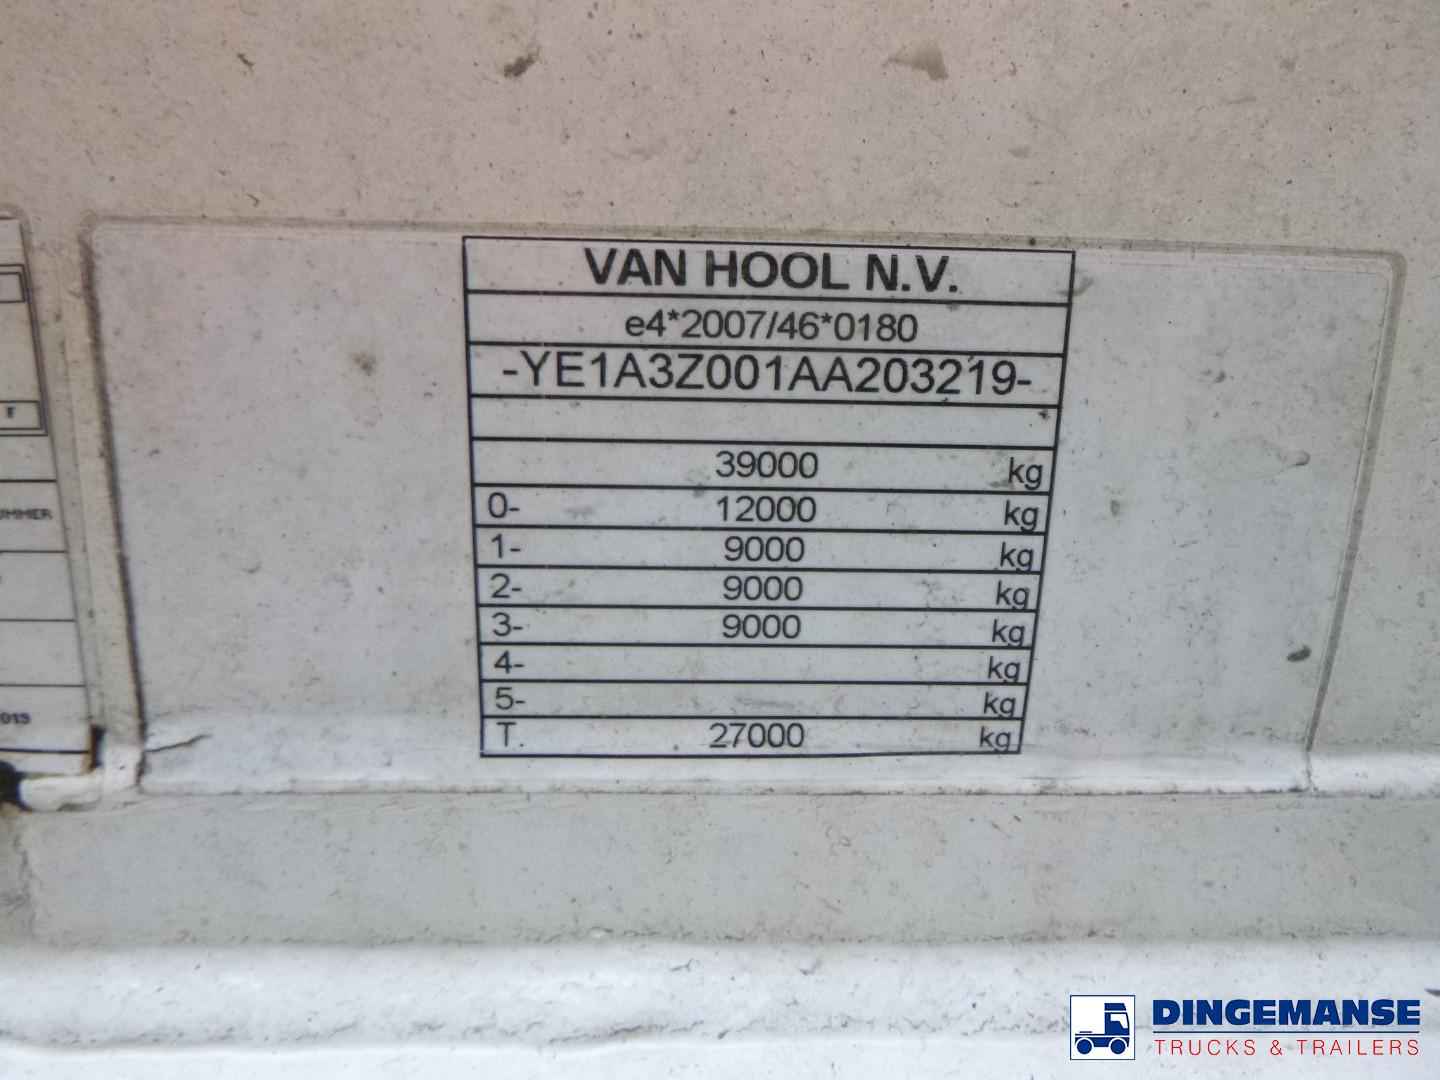 VAN HOOL N.V.
e4*2007/46*0180
-YE1A3Z001AA203219-
39000 kg
0- 12000 kg
1- 9000 kg
2- 9000 kg
3- 9000 kg
4- kg
5- kg
T. 27000 kg
F
DINGEMANSE
TRUCKS & TRAILERS